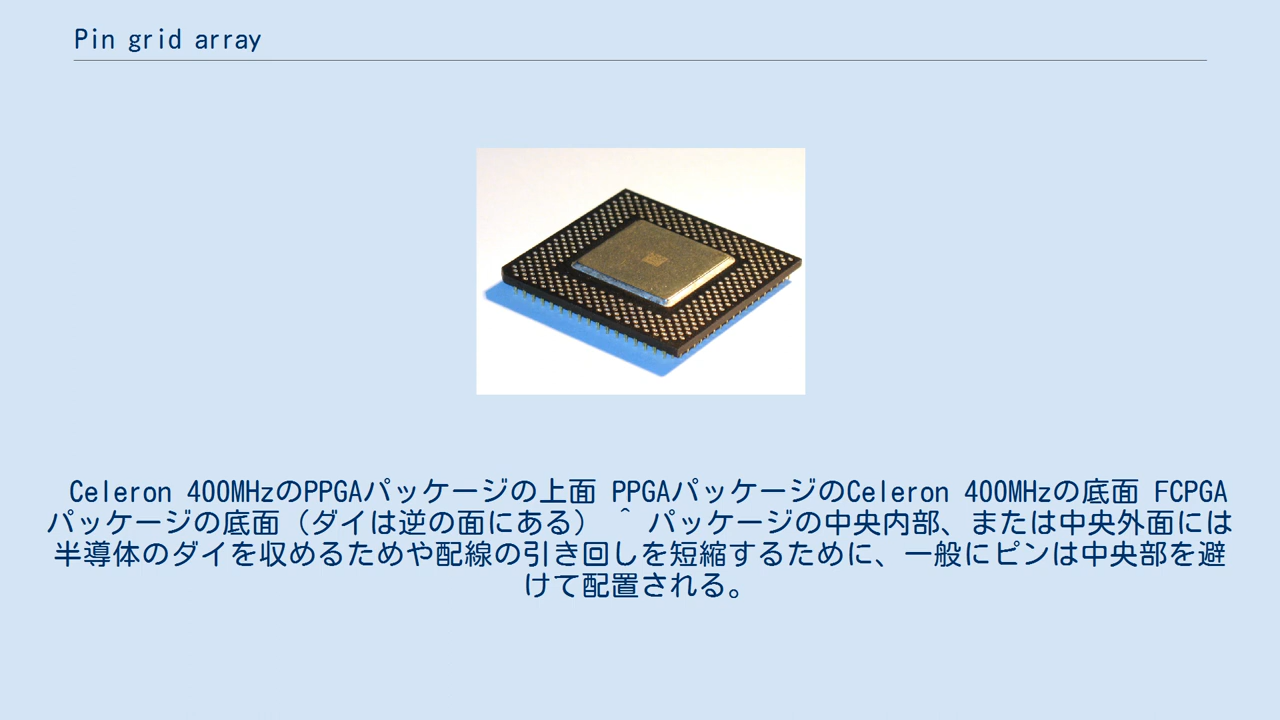 Pin grid array
Celeron 400MHzのPPGAパッケージの上面 PPGAパッケージのCeleron 400MHzの底面 FCPGA
パッケージの底面（ダイは逆の面にある） ^ パッケージの中央内部、または中央外面には
半導体のダイを収めるためや配線の引き回しを短縮するために、一般にピンは中央部を避
けて配置される。